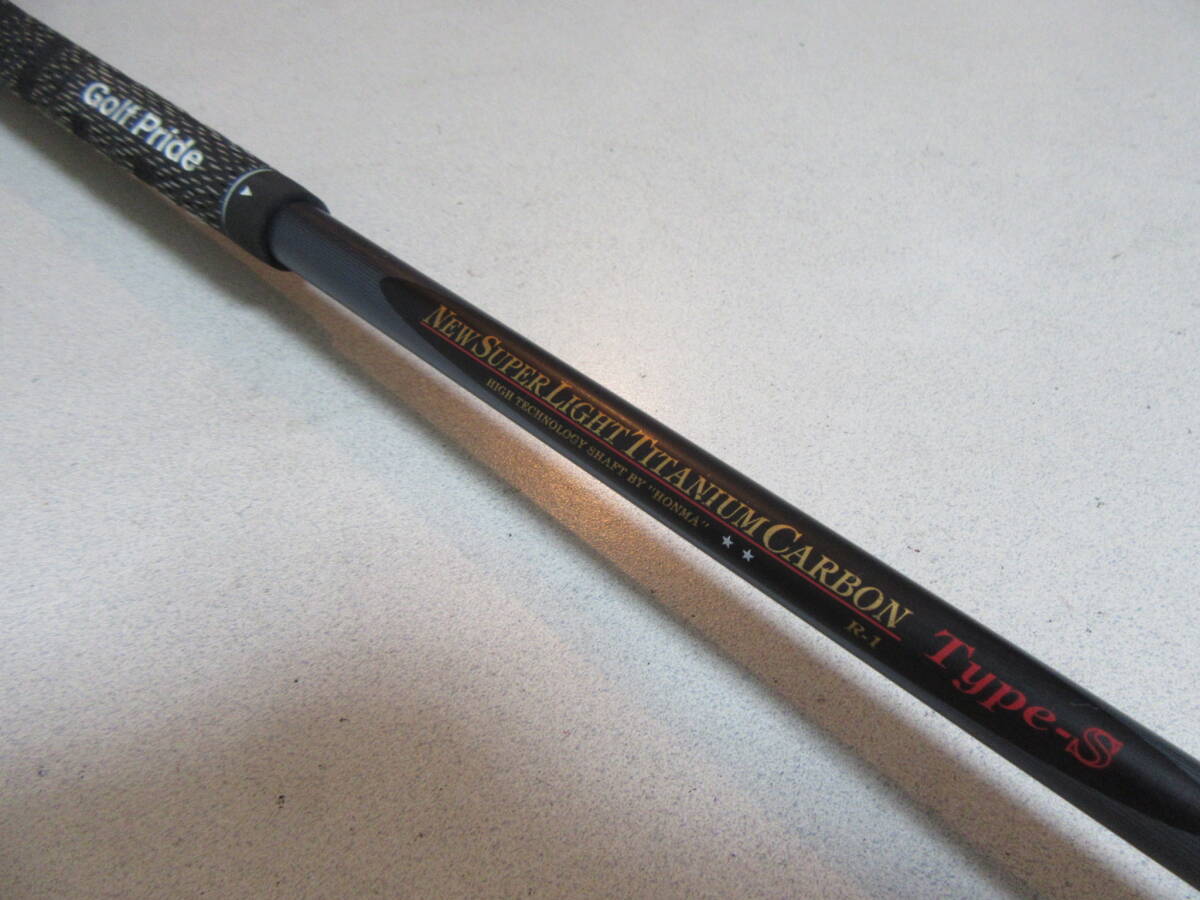 Golf Pride
NEW SUPER LIGHT TITANIUM CARBON
HIGH TECHNOLOGY SHAFT BY "HONMA"
R-1
Type-S